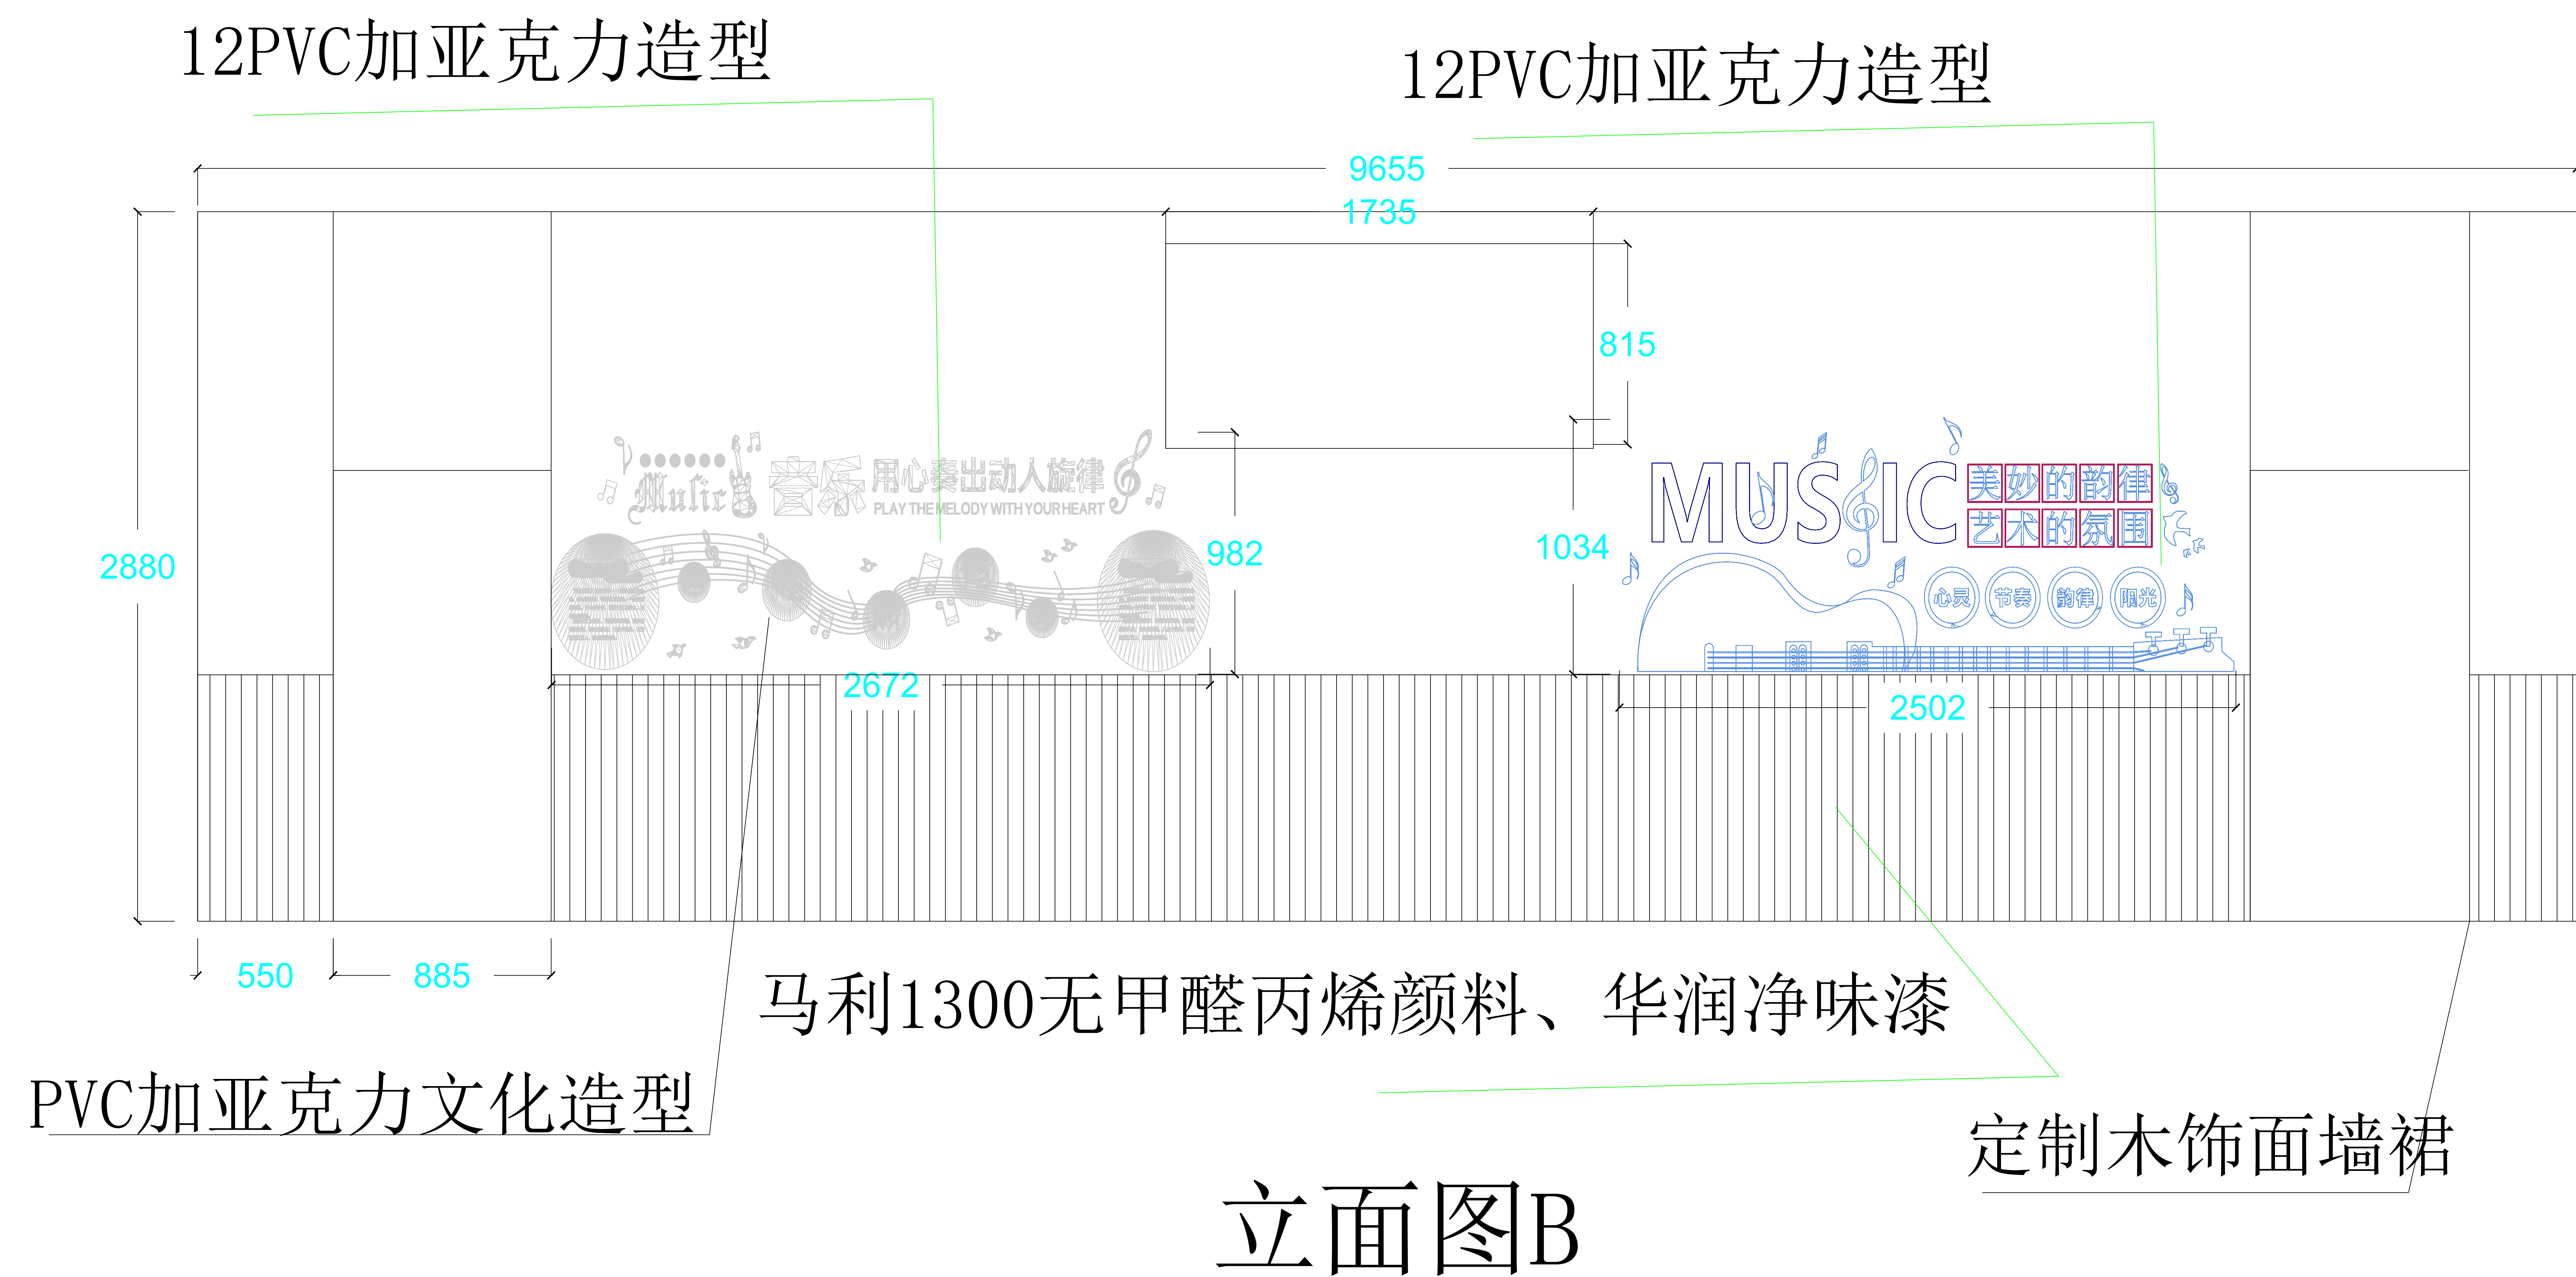 12PVC加亚克力造型
12PVC加亚克力造型
9655
1735
815
Music
音乐
用心奏出动人旋律
PLAY THE MELODY WITH YOUR HEART
MUSIC
美妙的韵律
艺术的氛围
心灵
节奏
韵律
阳光
2880
982
1034
2672
2502
550
885
马利1300无甲醛丙烯颜料、华润净味漆
PVC加亚克力文化造型
定制木饰面墙裙
立面图B